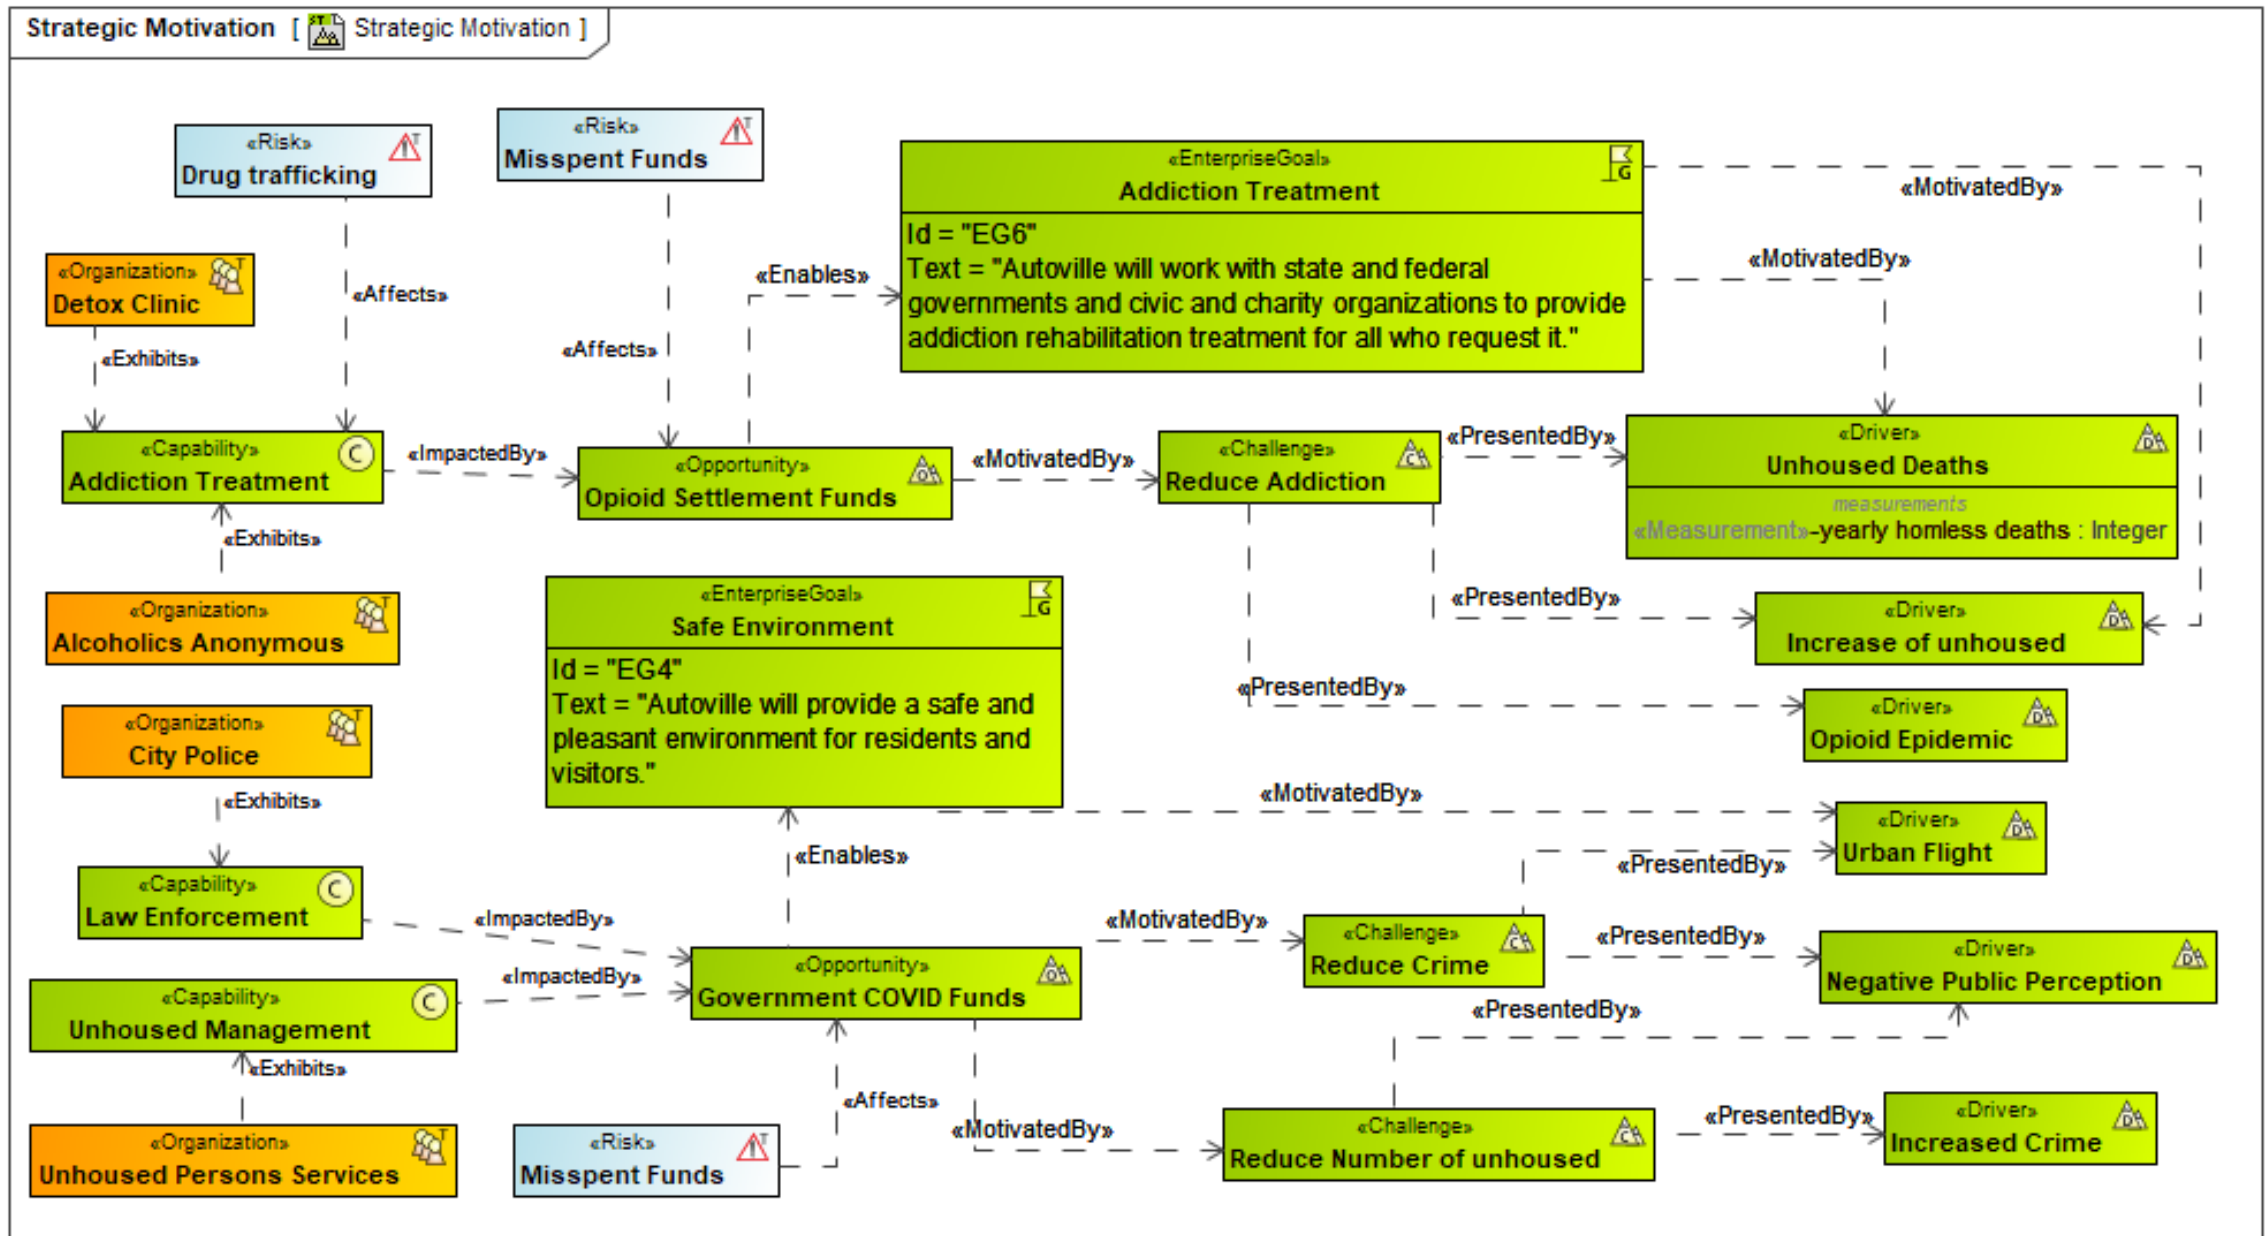 Strategic Motivation [ Strategic Motivation ]
«Risk»
Drug trafficking
«Risk»
Misspent Funds
«EnterpriseGoal»
Addiction Treatment
Id = "EG6"
Text = "Autoville will work with state and federal
governments and civic and charity organizations to provide
addiction rehabilitation treatment for all who request it."
«MotivatedBy»
«MotivatedBy»
«Organization»
Detox Clinic
«Exhibits»
«Affects»
«Affects»
«Enables»
«Capability»
Addiction Treatment
«ImpactedBy»
«Opportunity»
Opioid Settlement Funds
«MotivatedBy»
«Challenge»
Reduce Addiction
«PresentedBy»
«Driver»
Unhoused Deaths
measurements
«Measurement»-yearly homless deaths : Integer
«Exhibits»
«Organization»
Alcoholics Anonymous
«EnterpriseGoal»
Safe Environment
Id = "EG4"
Text = "Autoville will provide a safe and
pleasant environment for residents and
visitors."
«PresentedBy»
«Driver»
Increase of unhoused
«PresentedBy»
«Driver»
Opioid Epidemic
«Organization»
City Police
«Exhibits»
«MotivatedBy»
«Driver»
Urban Flight
«PresentedBy»
«Enables»
«Capability»
Law Enforcement
«ImpactedBy»
«ImpactedBy»
«Opportunity»
Government COVID Funds
«MotivatedBy»
«Challenge»
Reduce Crime
«PresentedBy»
«Driver»
Negative Public Perception
«Capability»
Unhoused Management
«Exhibits»
«PresentedBy»
«Organization»
Unhoused Persons Services
«Risk»
Misspent Funds
«Affects»
«MotivatedBy»
«Challenge»
Reduce Number of unhoused
«PresentedBy»
«Driver»
Increased Crime